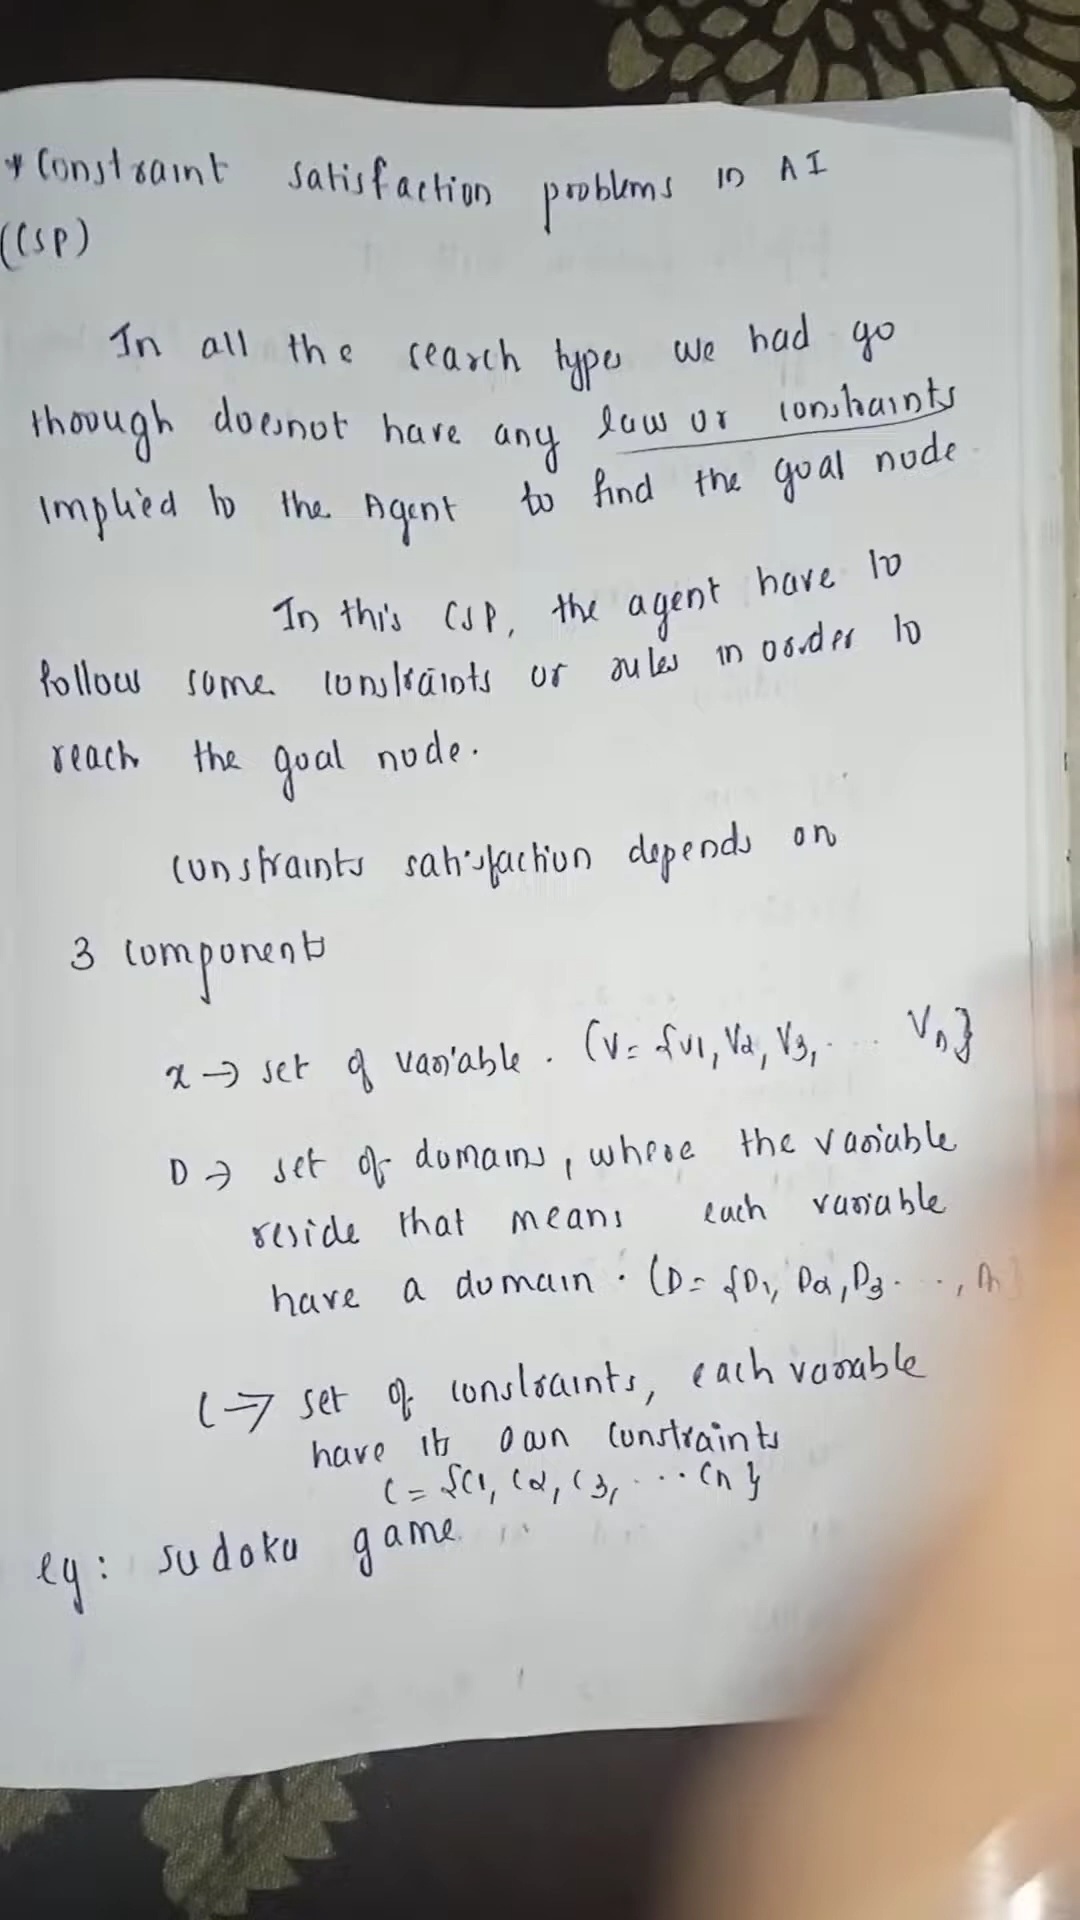 * Constraint satisfaction problems in AI
(CSP)
In all the search types we had go
though doesnot have any law or constraints
implied to the Agent to find the goal node
In this CSP, the agent have to
follow some constraints or rules in order to
reach the goal node.
constraints satisfaction depends on
3 components
x → set of variable . (V = {V1, V2, V3, ... Vn}
D → set of domains, where the variable
reside that means each variable
have a domain . (D = {D1, D2, D3 ...,
C → set of constraints, each variable
have its own constraints
C = {C1, C2, C3, ... Cn}
eg: sudoku game